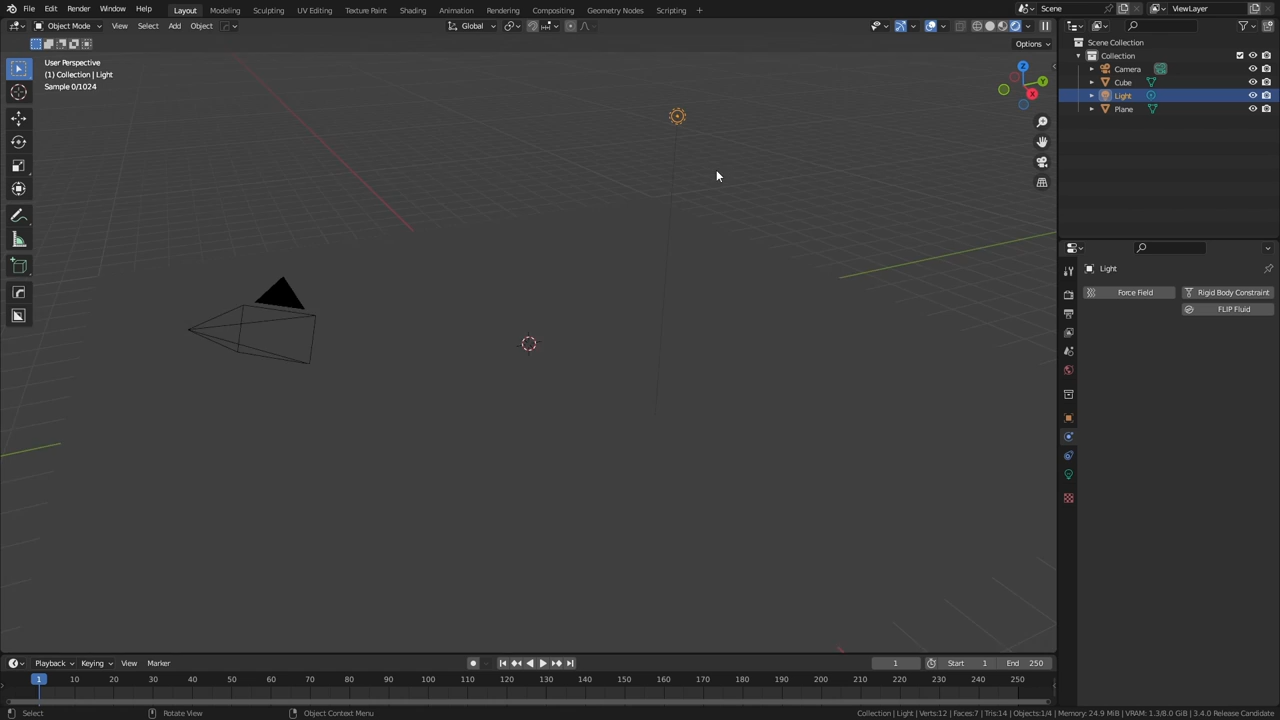 File Edit Render Window Help Layout Modeling Sculpting UV Editing Texture Paint Shading Animation Rendering Compositing Geometry Nodes Scripting + Scene ViewLayer
Object Mode View Select Add Object Global
Options
User Perspective
(1) Collection | Light
Sample 0/1024
Z
Y
X
Scene Collection
Collection
Camera
Cube
Light
Plane
Light
Force Field Rigid Body Constraint
FLIP Fluid
Playback Keying View Marker 1 Start 1 End 250
1 10 20 30 40 50 60 70 80 90 100 110 120 130 140 150 160 170 180 190 200 210 220 230 240 250
Select Rotate View Object Context Menu Collection | Light | Verts:12 | Faces:7 | Tris:14 | Objects:1/4 | Memory: 24.9 MiB | VRAM: 1.3/8.0 GiB | 3.4.0 Release Candidate